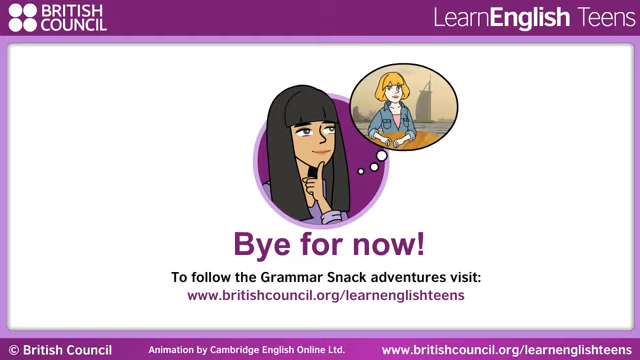 BRITISH
COUNCIL
LearnEnglish Teens
Bye for now!
To follow the Grammar Snack adventures visit:
www.britishcouncil.org/learnenglishteens
© British Council
Animation by Cambridge English Online Ltd.
www.britishcouncil.org/learnenglishteens